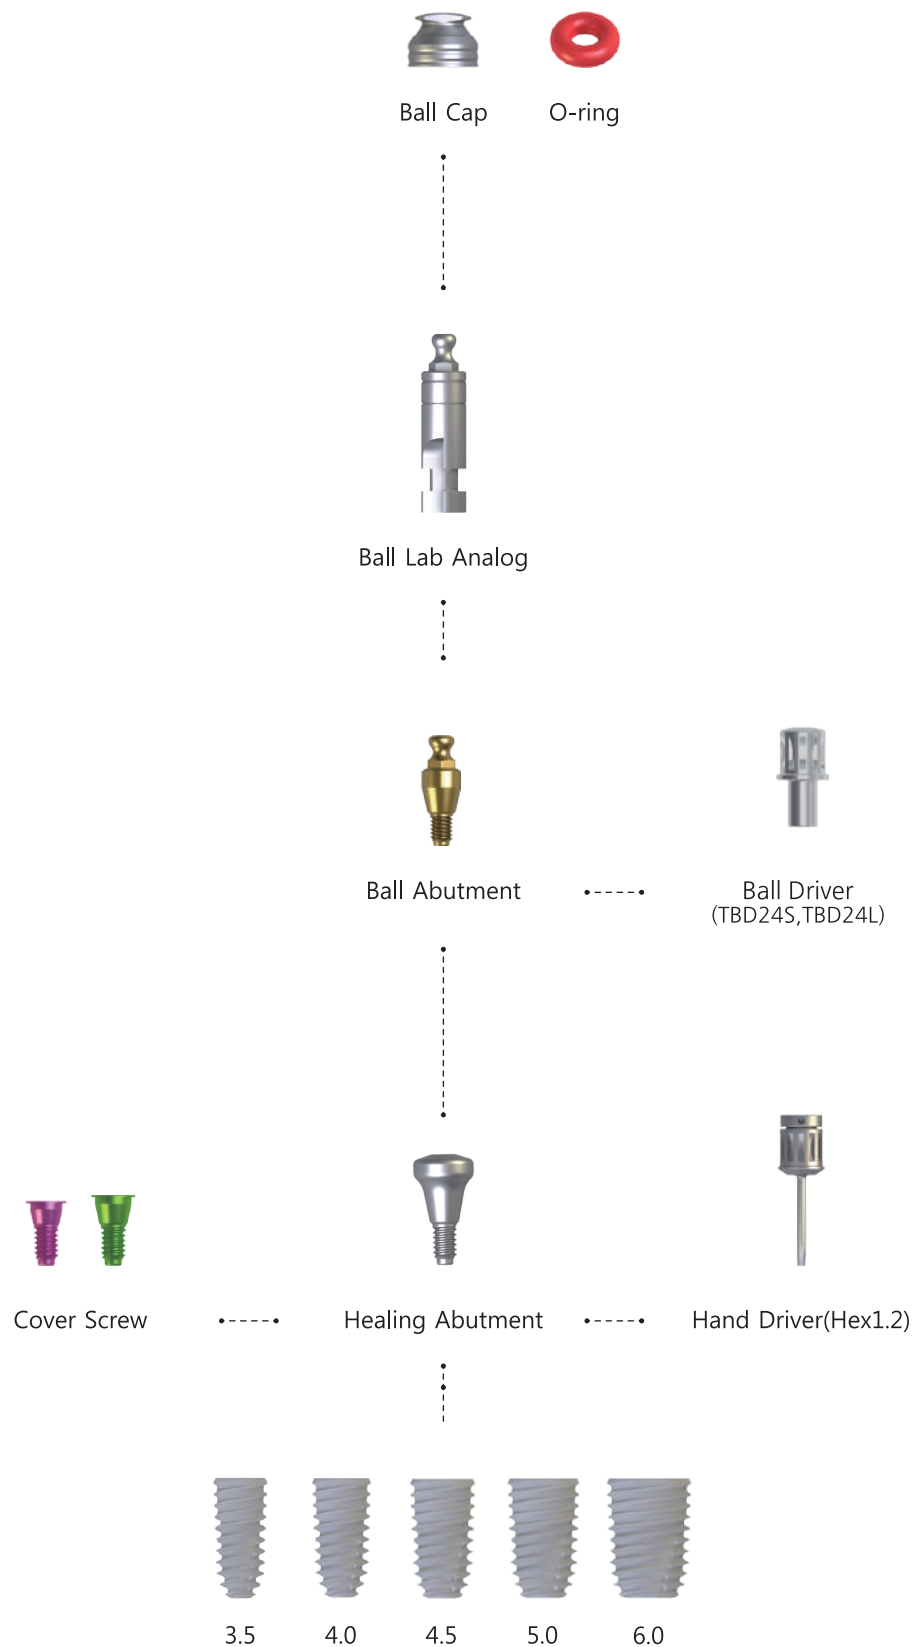 Ball Cap
O-ring
Ball Lab Analog
Ball Abutment
Ball Driver
(TBD24S,TBD24L)
Cover Screw
Healing Abutment
Hand Driver(Hex1.2)
3.5
4.0
4.5
5.0
6.0